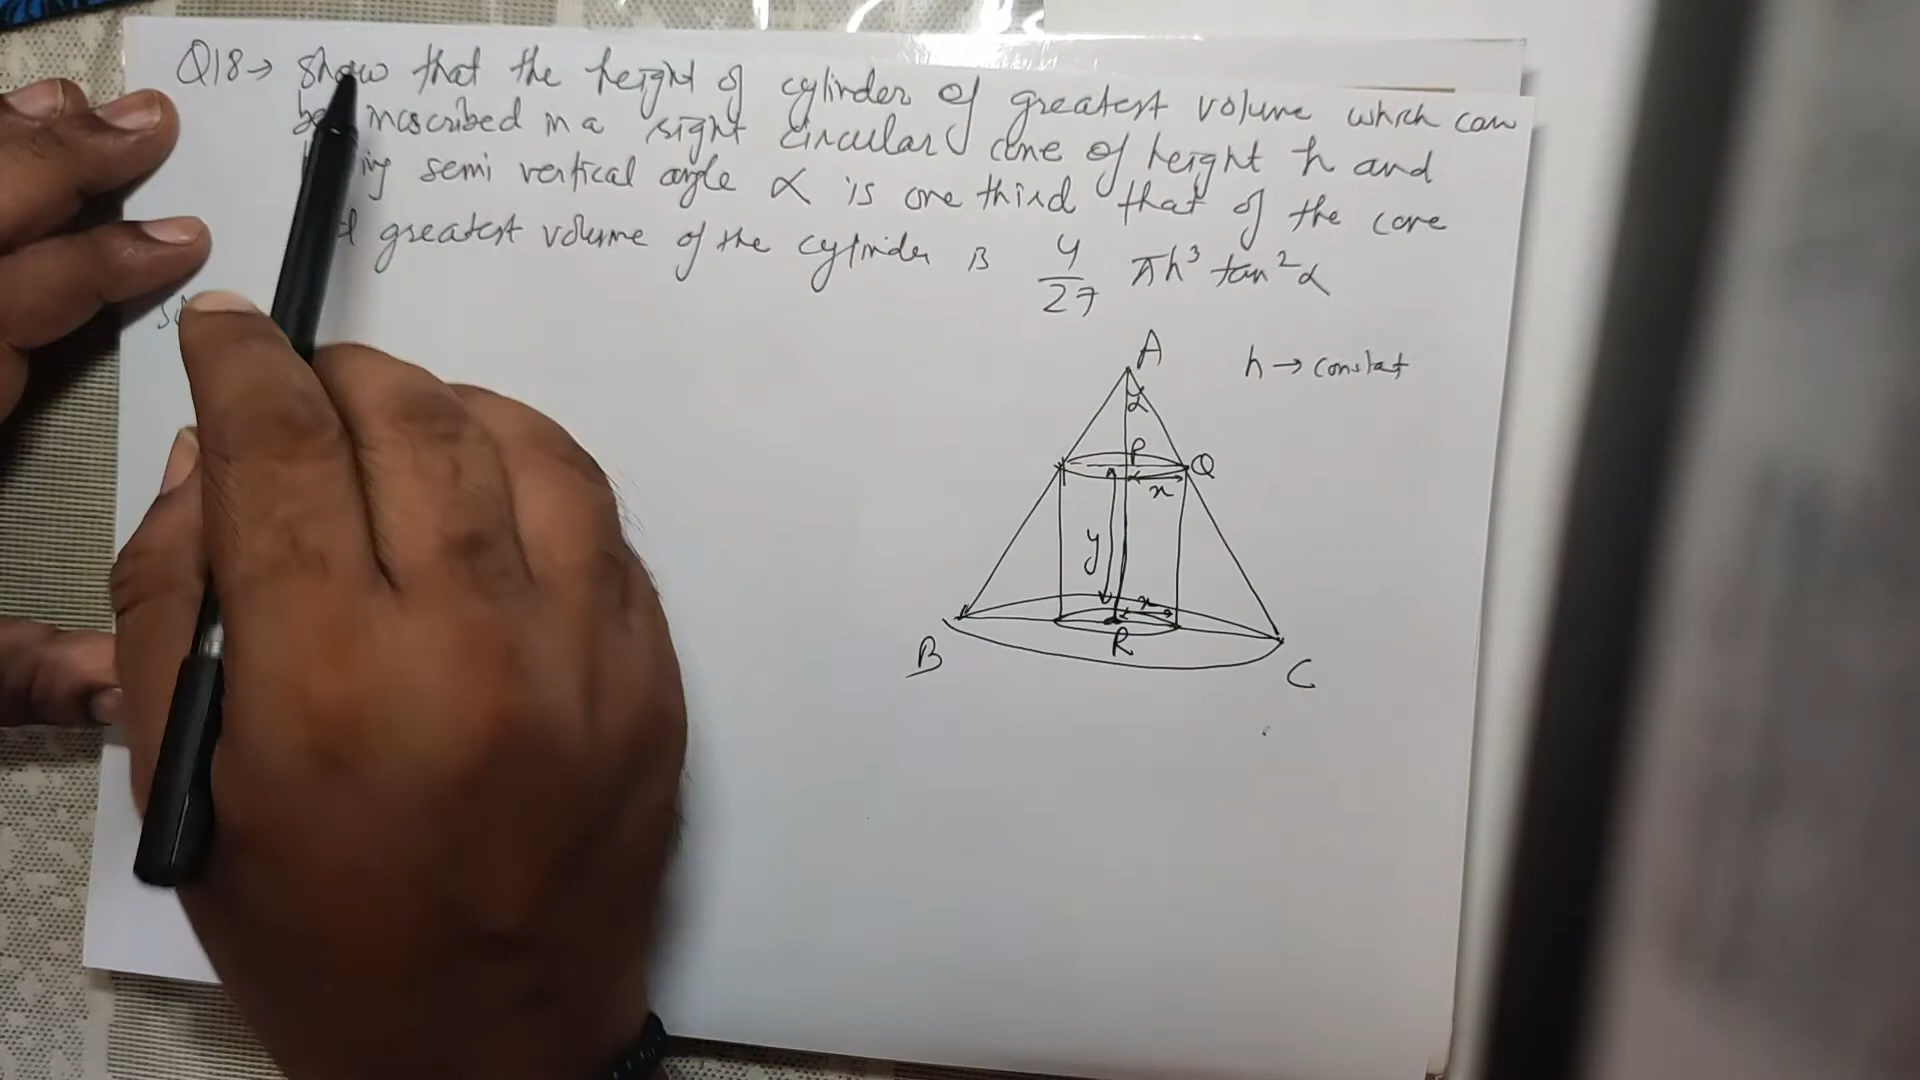 Q18→ Show that the height of cylinder of greatest volume which can
inscribed in a right circular cone of height h and
semi vertical angle α is one third that of the cone
greatest volume of the cylinder is 4/27 πh³ tan²α
A
h → constat
α
P
Q
x
y
x
R
B
C